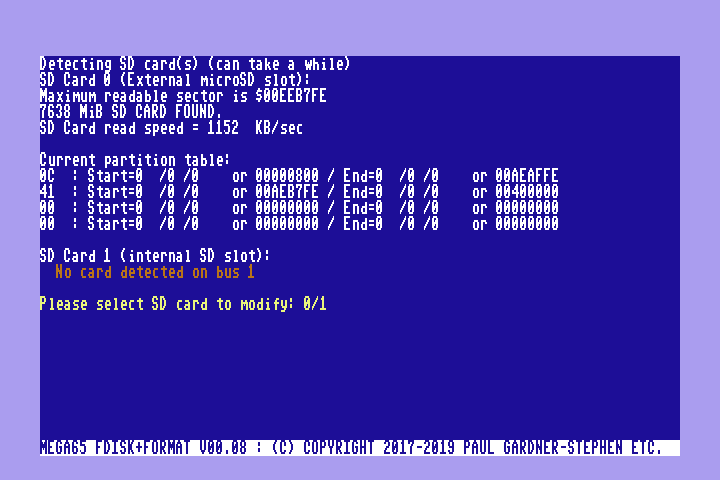 Detecting SD card(s) (can take a while)
SD Card 0 (External microSD slot):
Maximum readable sector is $00EEB7FE
7638 MiB SD CARD FOUND.
SD Card read speed = 1152  KB/sec
Current partition table:
0C  : Start=0  /0 /0    or 00000800 / End=0  /0 /0    or 00AEAFFE
41  : Start=0  /0 /0    or 00AEB7FE / End=0  /0 /0    or 00400000
00  : Start=0  /0 /0    or 00000000 / End=0  /0 /0    or 00000000
00  : Start=0  /0 /0    or 00000000 / End=0  /0 /0    or 00000000
SD Card 1 (internal SD slot):
No card detected on bus 1
Please select SD card to modify: 0/1
MEGA65 FDISK+FORMAT V00.08 : (C) COPYRIGHT 2017-2019 PAUL GARDNER-STEPHEN ETC.